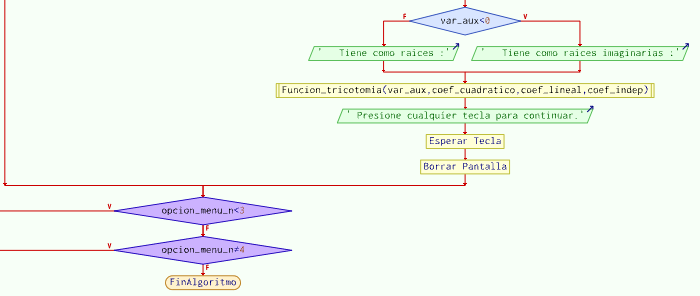 var_aux<0
F
V
' Tiene como raices :'
' Tiene como raices imaginarias :'
Funcion_tricotomia(var_aux,coef_cuadratico,coef_lineal,coef_indep)
' Presione cualquier tecla para continuar.'
Esperar Tecla
Borrar Pantalla
V
opcion_menu_n<3
F
V
opcion_menu_n≠4
F
FinAlgoritmo